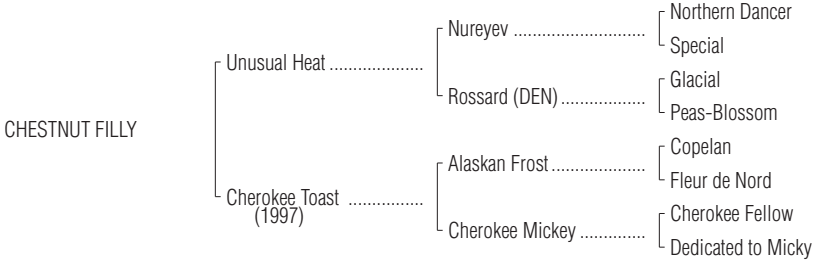 Northern Dancer
Nureyev ............................
Special
Unusual Heat ....................
Glacial
Rossard (DEN) ..................
Peas-Blossom
CHESTNUT FILLY
Copelan
Alaskan Frost ....................
Fleur de Nord
Cherokee Toast ................
(1997)
Cherokee Fellow
Cherokee Mickey ..............
Dedicated to Micky